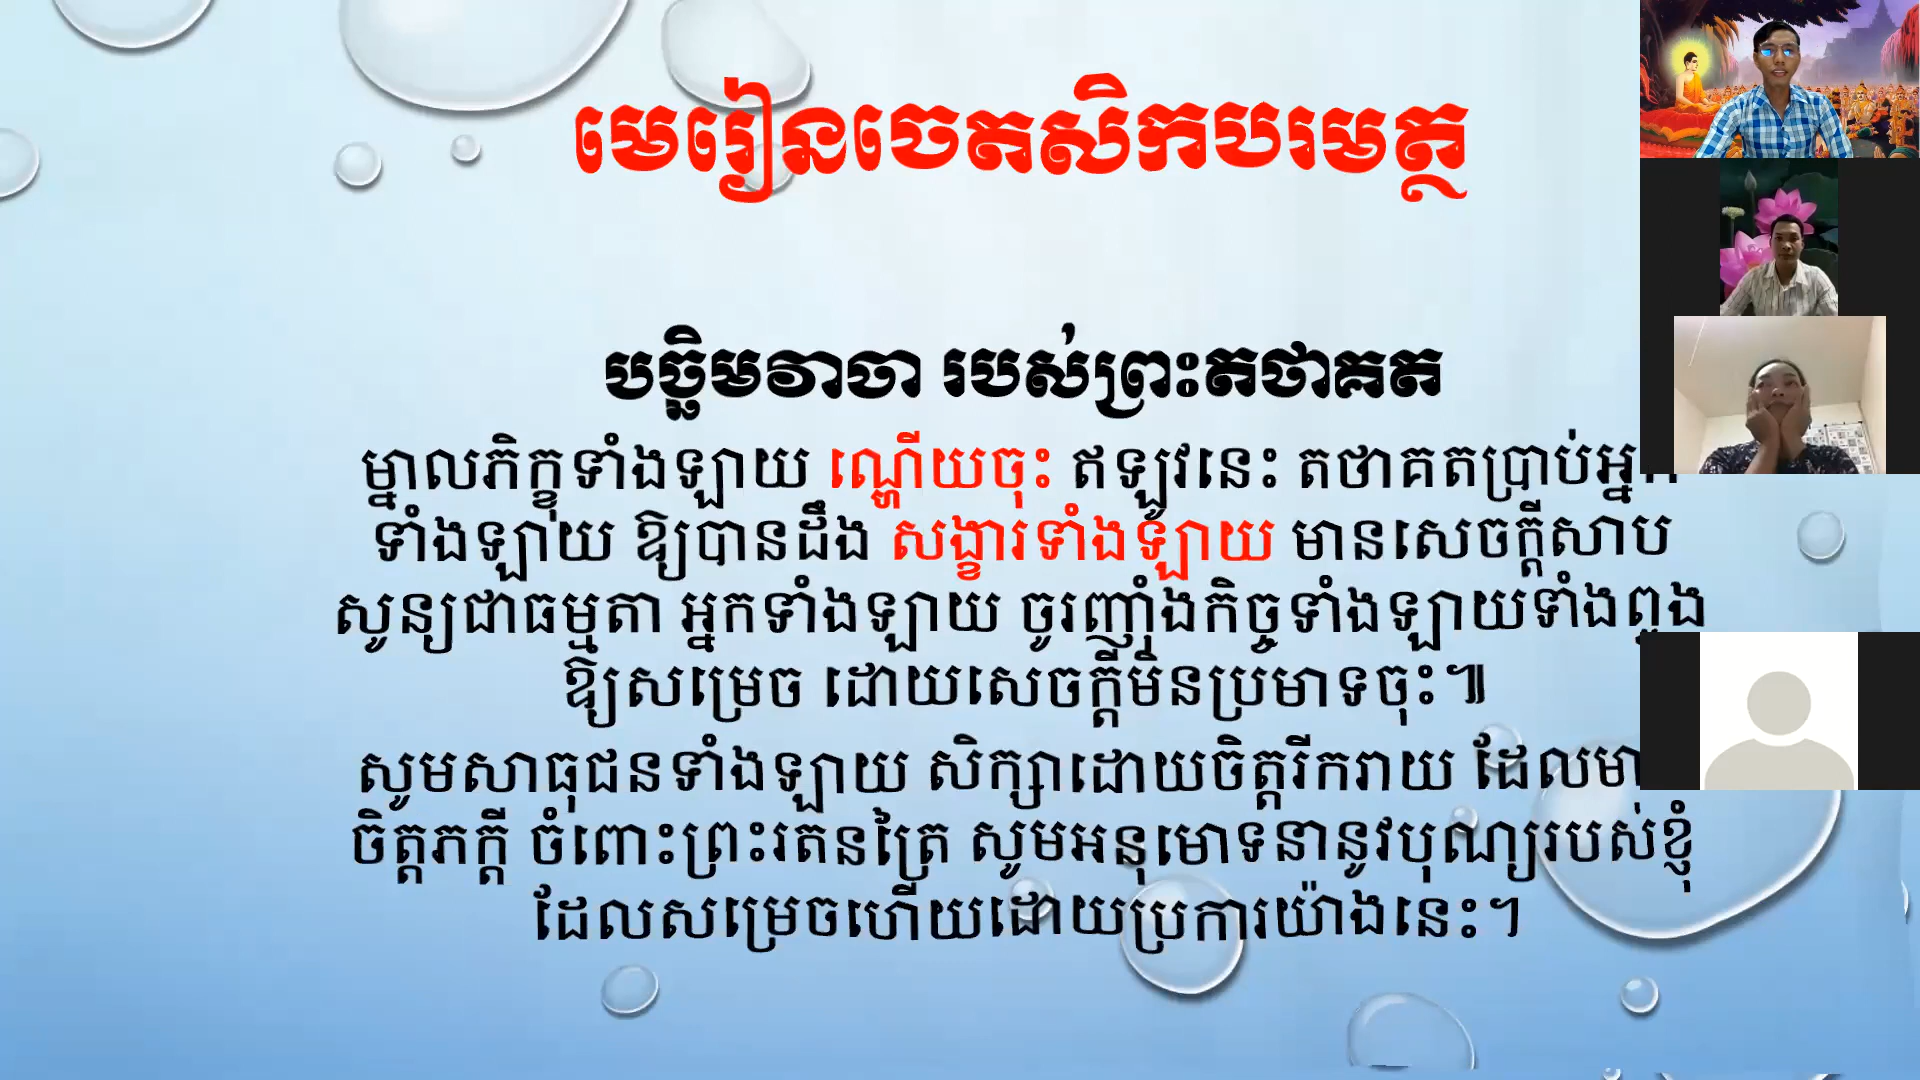 មេរៀនចេតសិកបរមត្ថ
បច្ឆិមវាចា របស់ព្រះតថាគត
ម្នាលភិក្ខុទាំងឡាយ ណ្ហើយចុះ ឥឡូវនេះ តថាគតប្រាប់អ្នក
ទាំងឡាយ ឱ្យបានដឹង សង្ខារទាំងឡាយ មានសេចក្តីសាប
សូន្យជាធម្មតា អ្នកទាំងឡាយ ចូរញ៉ាំងកិច្ចទាំងឡាយទាំងពួង
ឱ្យសម្រេច ដោយសេចក្តីមិនប្រមាទចុះ៕
សូមសាធុជនទាំងឡាយ សិក្សាដោយចិត្តរីករាយ
ចិត្តភក្តី ចំពោះព្រះរតនត្រៃ សូមអនុមោទនានូវបុណ្យរបស់ខ្ញុំ
ដែលសម្រេចហើយដោយប្រការយ៉ាងនេះ។